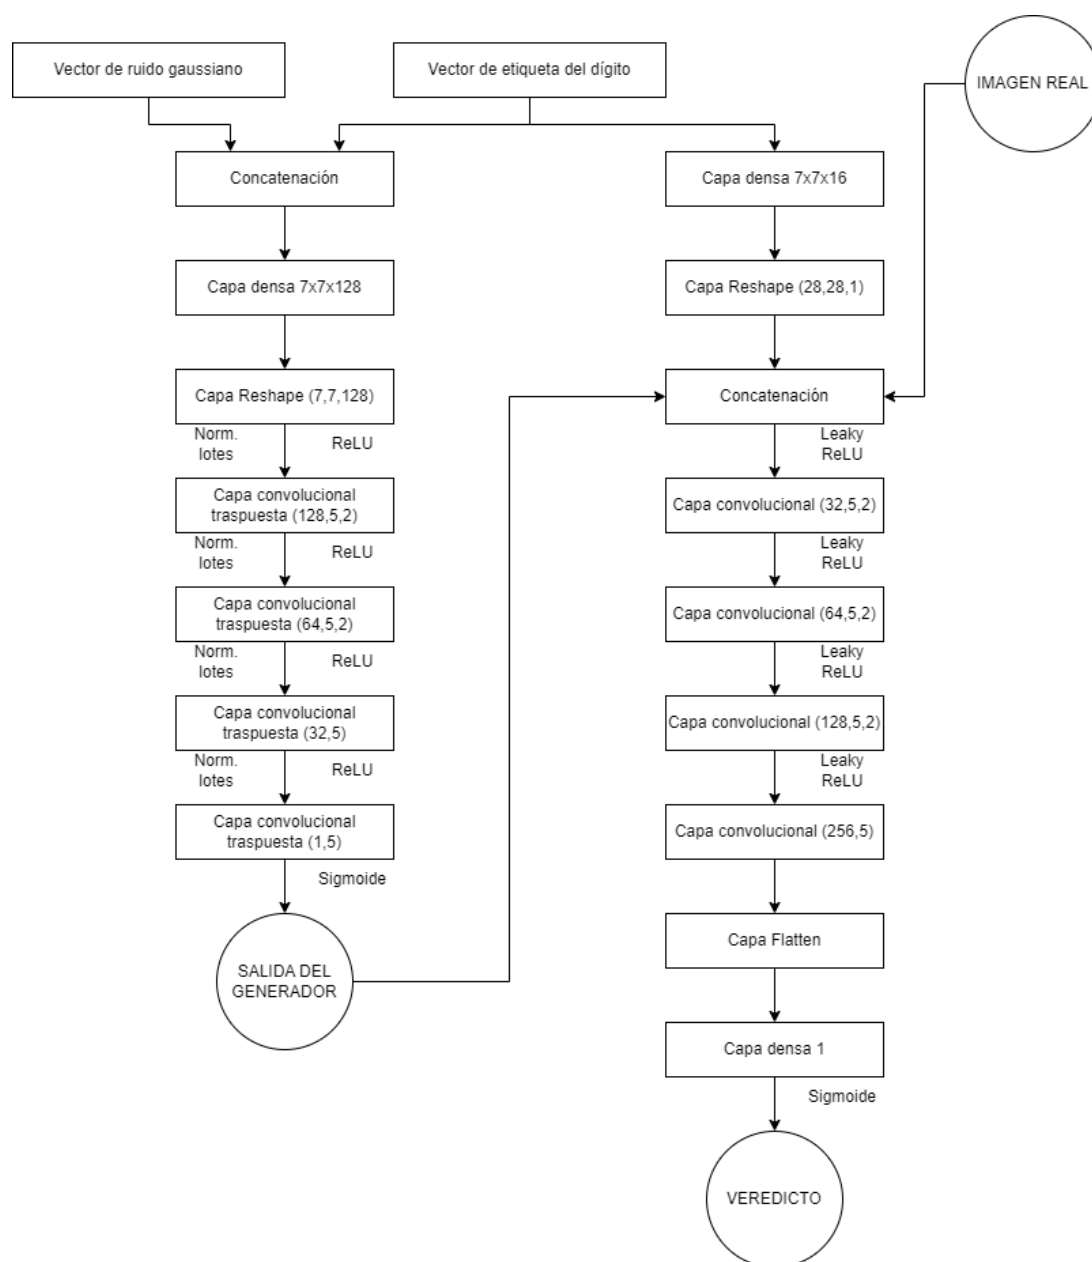 Vector de ruido gaussiano
Vector de etiqueta del dígito
IMAGEN REAL
Concatenación
Capa densa 7x7x16
Capa densa 7x7x128
Capa Reshape (28,28,1)
Capa Reshape (7,7,128)
Concatenación
Norm.
lotes
ReLU
Leaky
ReLU
Capa convolucional
traspuesta (128,5,2)
Capa convolucional (32,5,2)
Norm.
lotes
ReLU
Leaky
ReLU
Capa convolucional
traspuesta (64,5,2)
Capa convolucional (64,5,2)
Norm.
lotes
ReLU
Leaky
ReLU
Capa convolucional
traspuesta (32,5)
Capa convolucional (128,5,2)
Norm.
lotes
ReLU
Leaky
ReLU
Capa convolucional
traspuesta (1,5)
Capa convolucional (256,5)
Sigmoide
SALIDA DEL
GENERADOR
Capa Flatten
Capa densa 1
Sigmoide
VEREDICTO